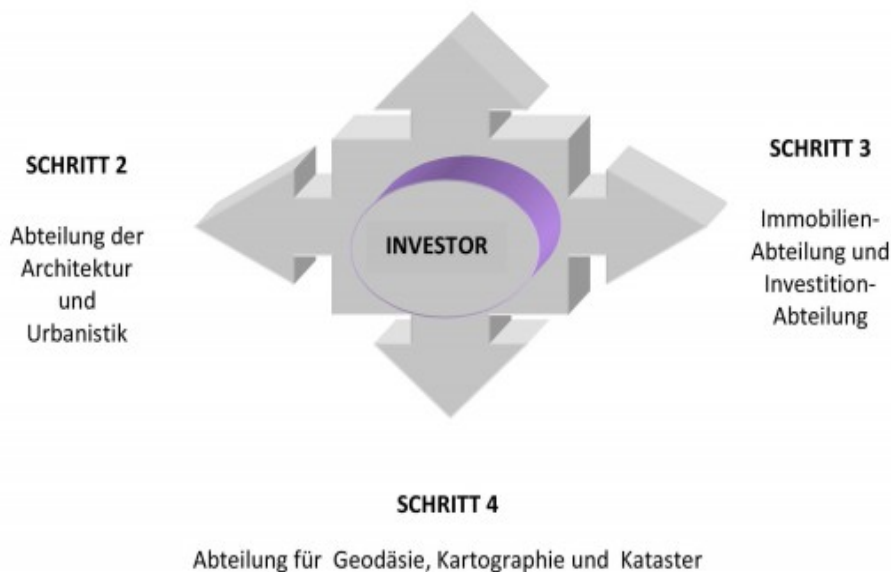 SCHRITT 2
Abteilung der
Architektur
und
Urbanistik
INVESTOR
SCHRITT 3
Immobilien-
Abteilung und
Investition-
Abteilung
SCHRITT 4
Abteilung für Geodäsie, Kartographie und Kataster